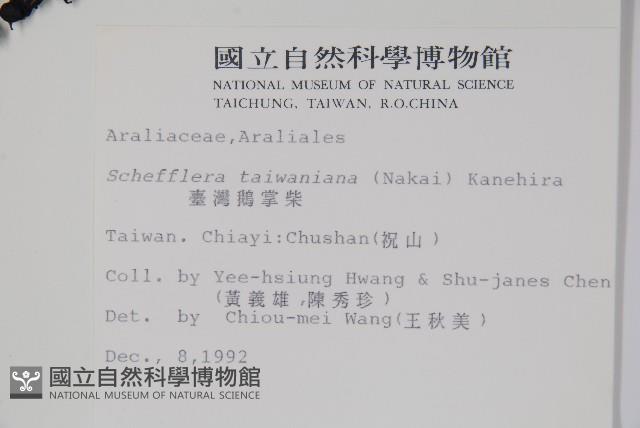 國立自然科學博物館
NATIONAL MUSEUM OF NATURAL SCIENCE
TAICHUNG, TAIWAN, R.O.CHINA
Araliaceae,Araliales
Schefflera taiwaniana (Nakai) Kanehira
臺灣鵝掌柴
Taiwan. Chiayi:Chushan(祝山)
Coll. by Yee-hsiung Hwang & Shu-janes Chen
(黃義雄,陳秀珍)
Det. by Chiou-mei Wang(王秋美)
Dec., 8,1992
國立自然科學博物館
NATIONAL MUSEUM OF NATURAL SCIENCE